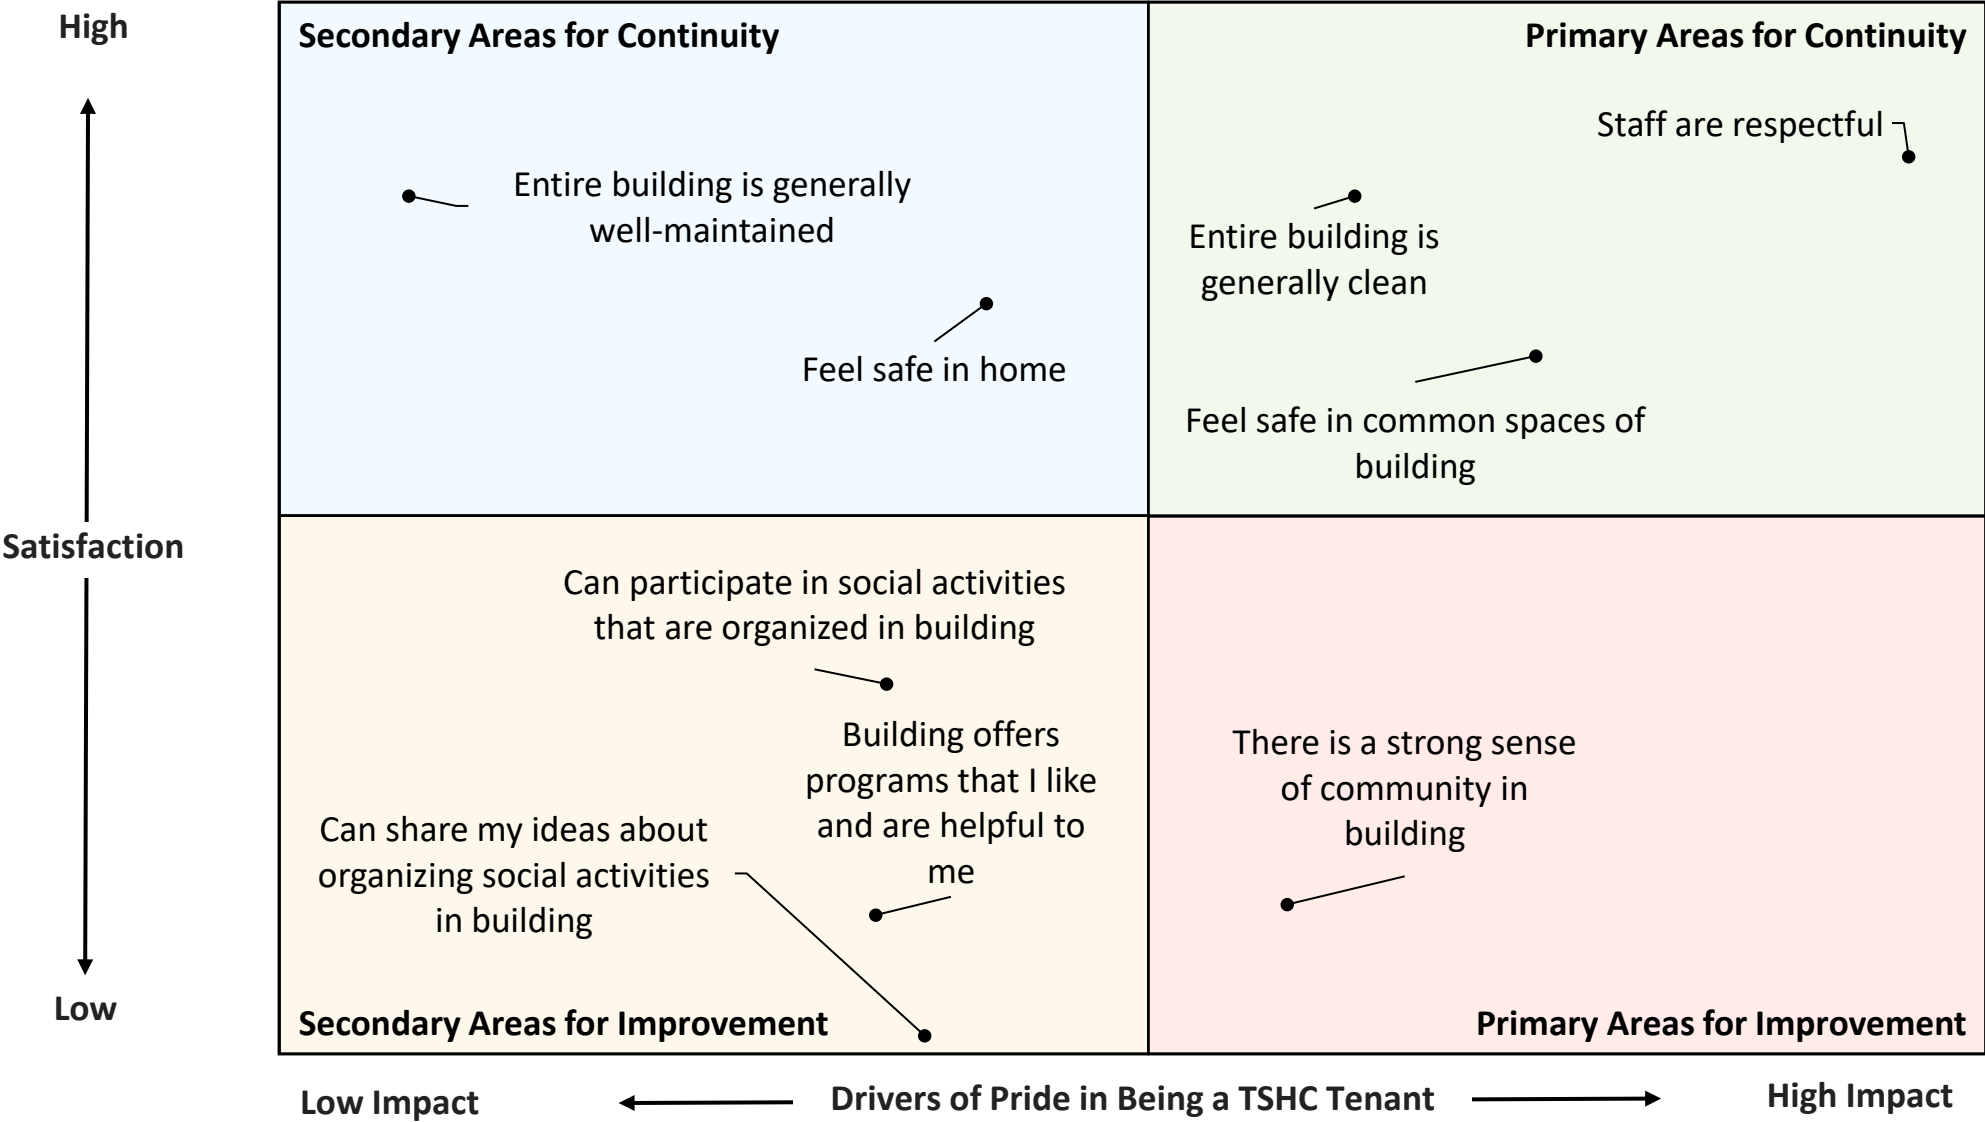 High
Secondary Areas for Continuity
Primary Areas for Continuity
Staff are respectful
Entire building is generally
well-maintained
Entire building is
generally clean
Feel safe in home
Feel safe in common spaces of
building
Satisfaction
Can participate in social activities
that are organized in building
Building offers
programs that I like
and are helpful to
me
There is a strong sense
of community in
building
Can share my ideas about
organizing social activities
in building
Low
Secondary Areas for Improvement
Primary Areas for Improvement
Low Impact
Drivers of Pride in Being a TSHC Tenant
High Impact